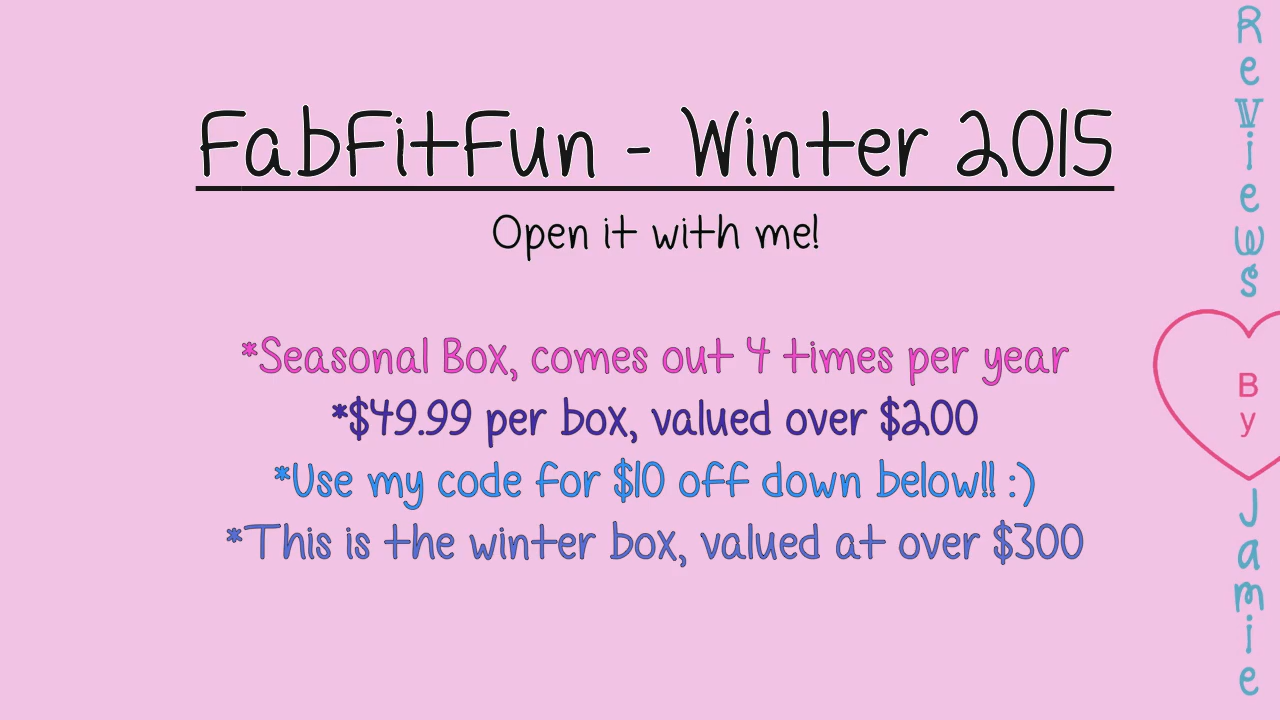 FabFitFun - Winter 2015
Open it with me!
*Seasonal Box, comes out 4 times per year
*$49.99 per box, valued over $200
*Use my code for $10 off down below!! :)
*This is the winter box, valued at over $300
Reviews
By
Jamie